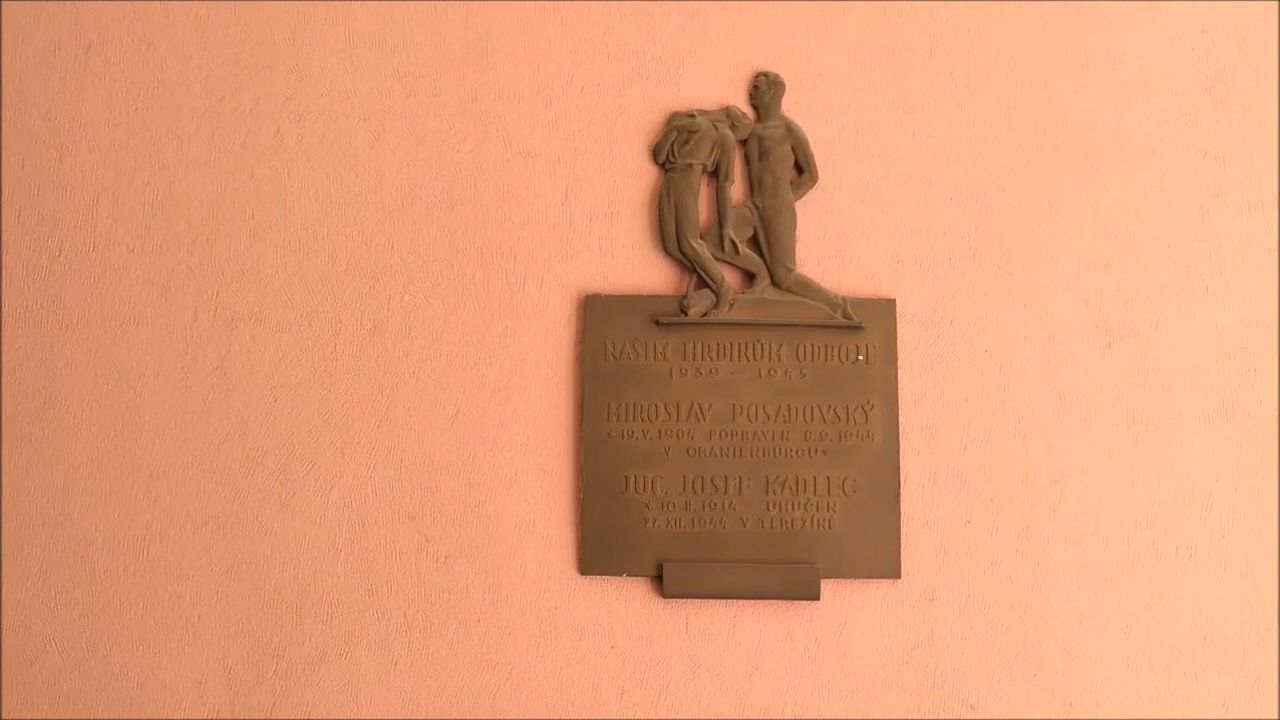 NAŠIM HRDINŮM ODBOJE
1939 — 1945
MIROSLAV POSADOVSKÝ
* 19.V.1904 POPRAVEN 8.9.1944
V ORANIENBURGU
JUC. JOSEF KADLEC
* 10.II.1914 UMUČEN
27.XII.1944 V TEREZÍNĚ